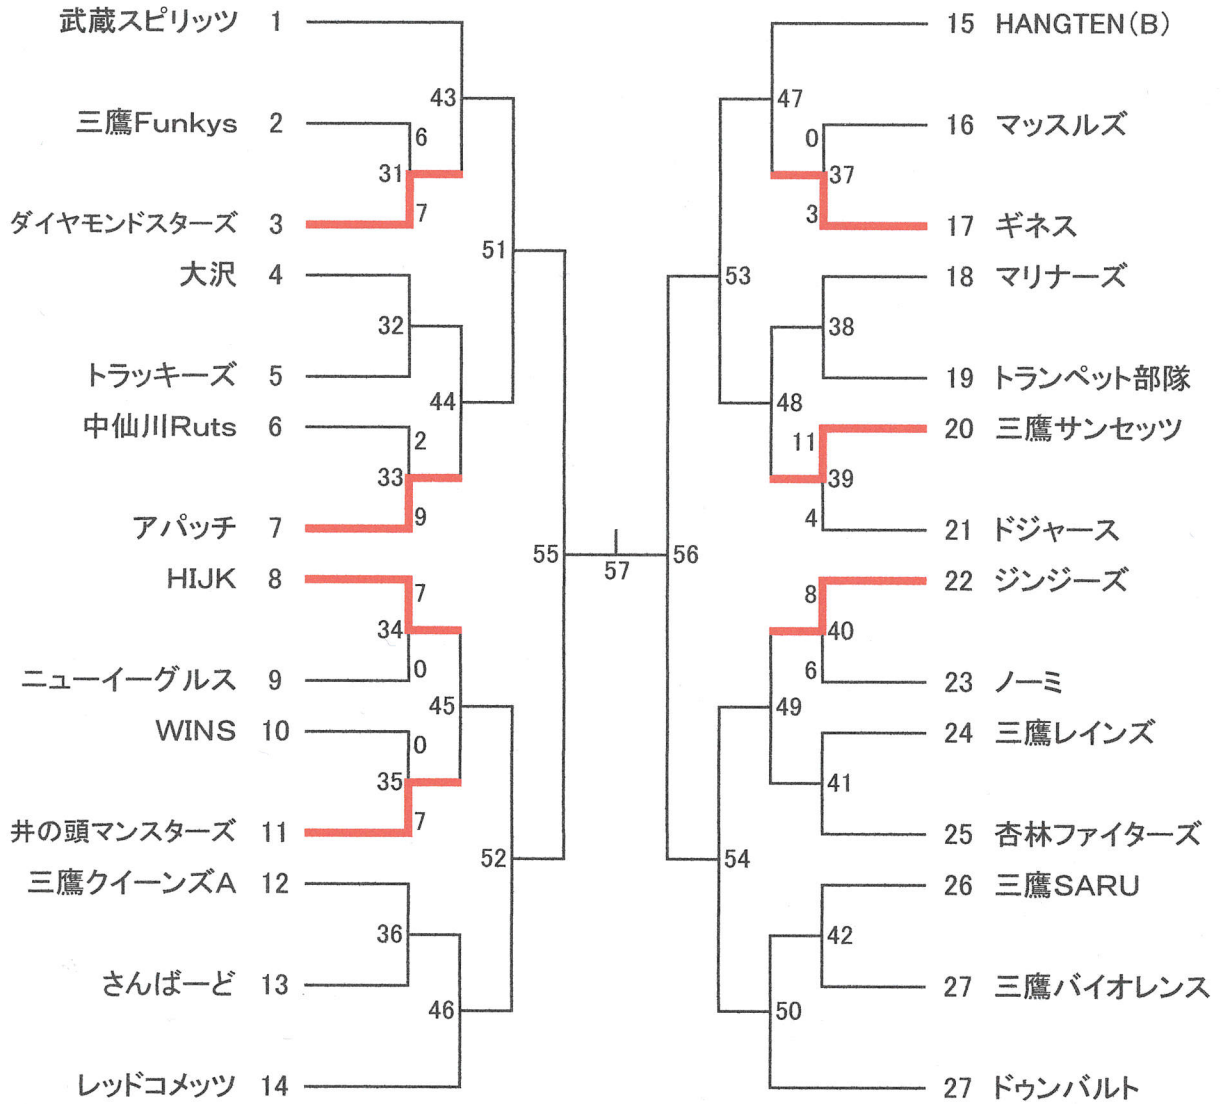 武蔵スピリッツ 1
三鷹Funkys 2
ダイヤモンドスターズ 3
大沢 4
トラッキーズ 5
中仙川Ruts 6
アパッチ 7
HIJK 8
ニューイーグルス 9
WINS 10
井の頭マンスターズ 11
三鷹クイーンズA 12
さんばーど 13
レッドコメッツ 14
43
6
31
7
51
32
44
2
33
9
55
7
34
0
45
0
35
7
52
36
46
57
47
0
37
3
53
38
48
11
39
4
56
8
40
6
49
41
54
42
50
15 HANGTEN(B)
16 マッスルズ
17 ギネス
18 マリナーズ
19 トランペット部隊
20 三鷹サンセッツ
21 ドジャース
22 ジンジーズ
23 ノーミ
24 三鷹レインズ
25 杏林ファイターズ
26 三鷹SARU
27 三鷹バイオレンス
27 ドゥンバルト